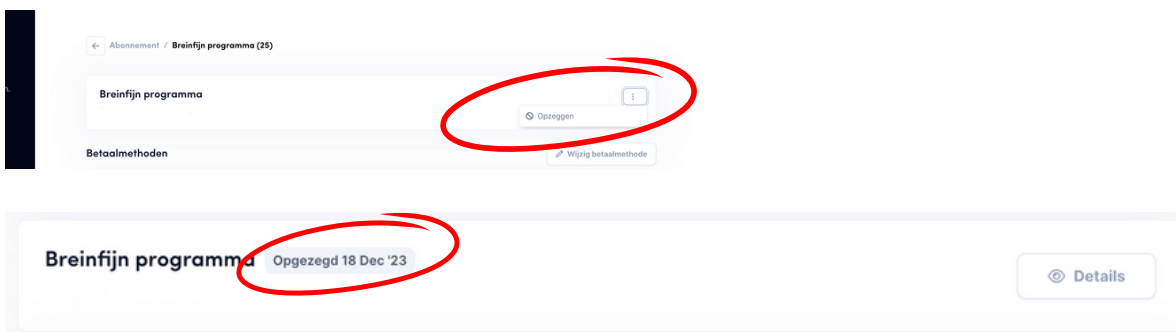 Abonnement / Breinfijn programma (25)
n.
Breinfijn programma
Opzeggen
Betaalmethoden
Wijzig betaalmethode
Breinfijn programma Opgezegd 18 Dec '23
Details